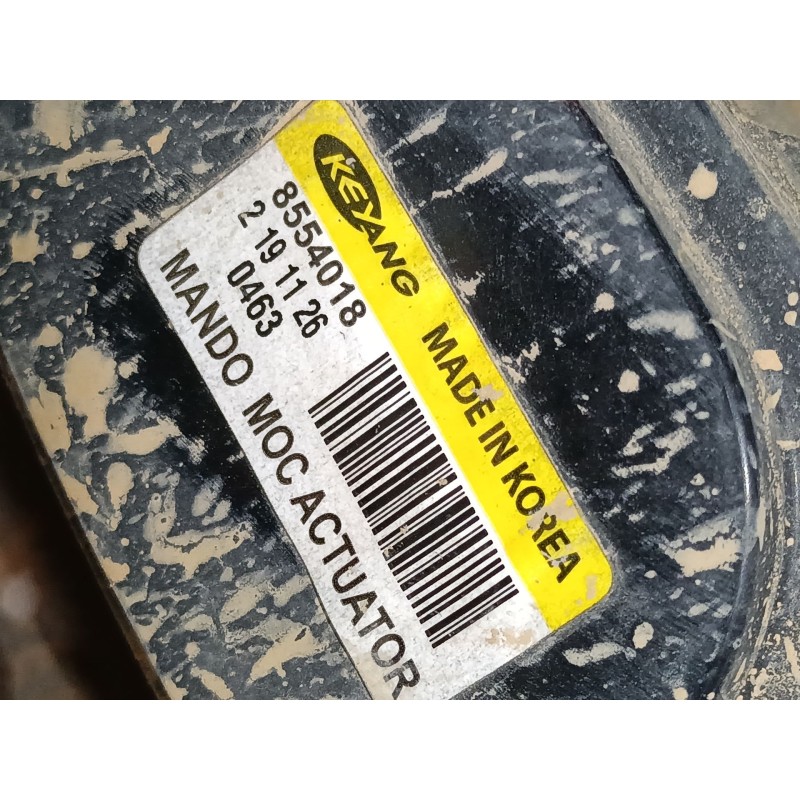 KEYANG MADE IN KOREA
8554018
2 19 11 26
0463
MANDO MOC ACTUATOR